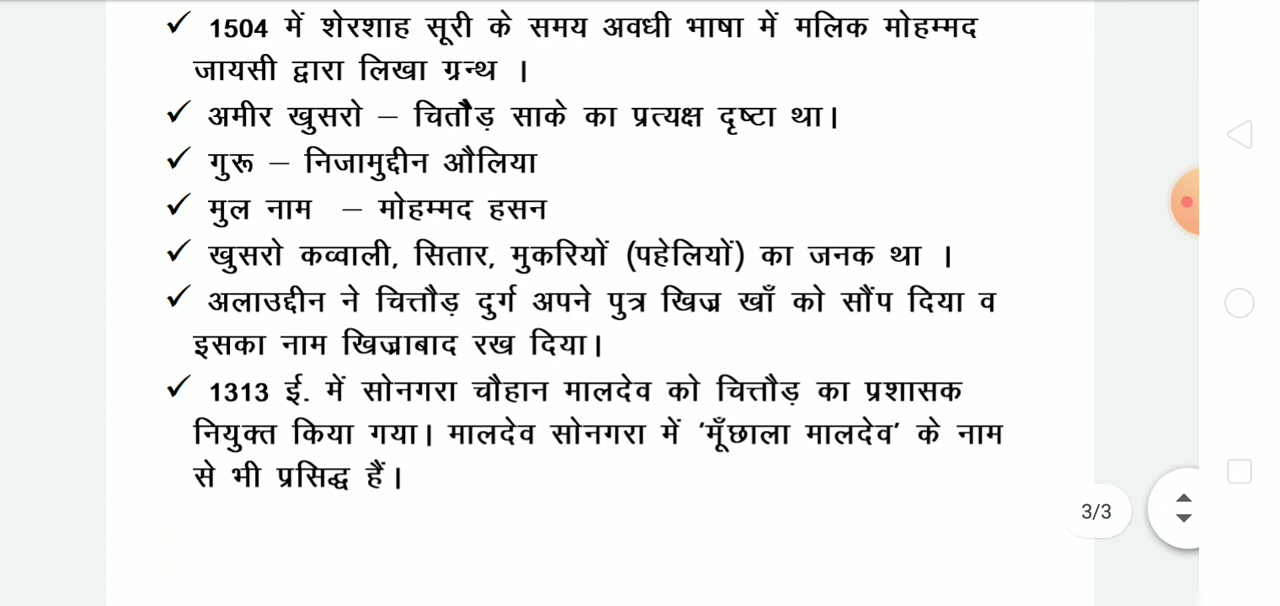 ✓ 1504 में शेरशाह सूरी के समय अवधी भाषा में मलिक मोहम्मद
जायसी द्वारा लिखा ग्रन्थ ।
✓ अमीर खुसरो – चितौेड़ साके का प्रत्यक्ष दृष्टा था।
✓ गुरू – निजामुद्दीन औलिया
✓ मुल नाम – मोहम्मद हसन
✓ खुसरो कव्वाली, सितार, मुकरियों (पहेलियों) का जनक था ।
✓ अलाउद्दीन ने चित्तौड़ दुर्ग अपने पुत्र खिज्र खाँ को सौंप दिया व
इसका नाम खिज्राबाद रख दिया।
✓ 1313 ई. में सोनगरा चौहान मालदेव को चित्तौड़ का प्रशासक
नियुक्त किया गया। मालदेव सोनगरा में ‘मूँछाला मालदेव’ के नाम
से भी प्रसिद्ध हैं।
3/3